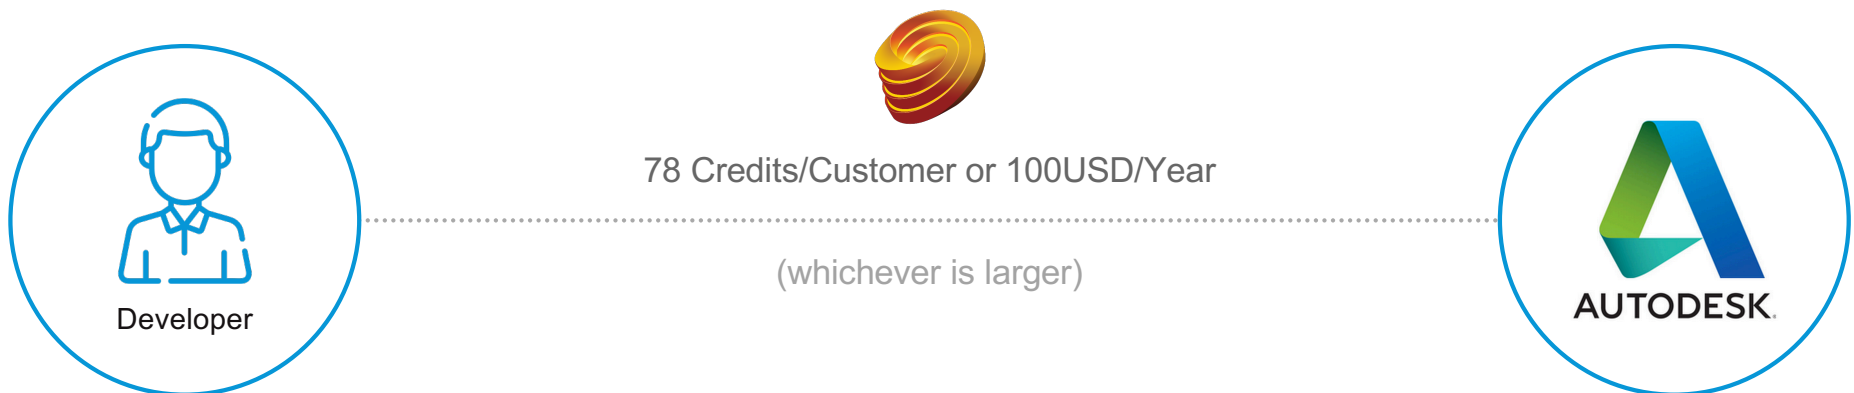 78 Credits/Customer or 100USD/Year
(whichever is larger)
Developer
AUTODESK.